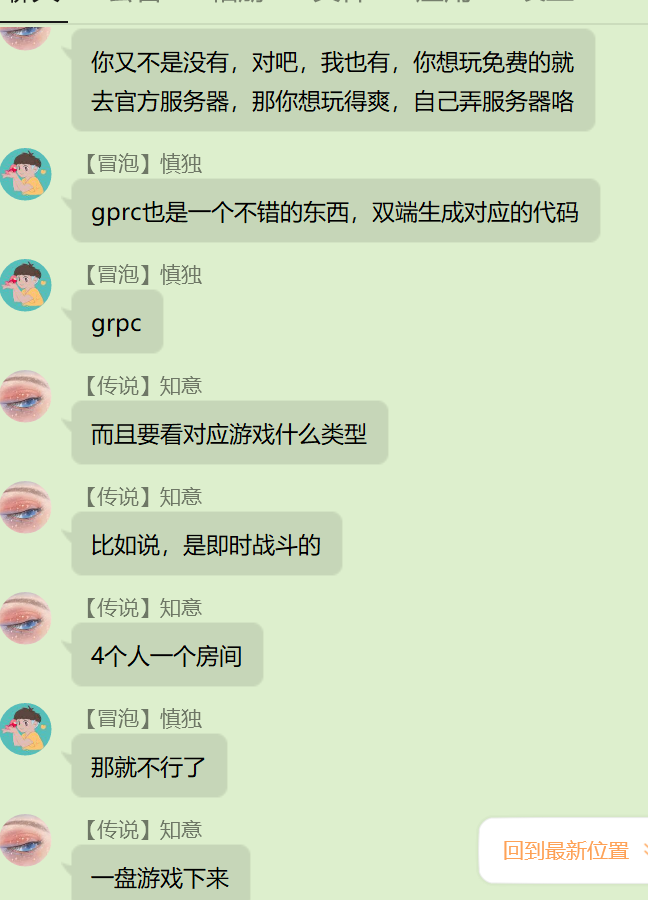 你又不是没有，对吧，我也有，你想玩免费的就
去官方服务器，那你想玩得爽，自己弄服务器咯
【冒泡】慎独
gprc也是一个不错的东西，双端生成对应的代码
【冒泡】慎独
grpc
【传说】知意
而且要看对应游戏什么类型
【传说】知意
比如说，是即时战斗的
【传说】知意
4个人一个房间
【冒泡】慎独
那就不行了
【传说】知意
一盘游戏下来
回到最新位置